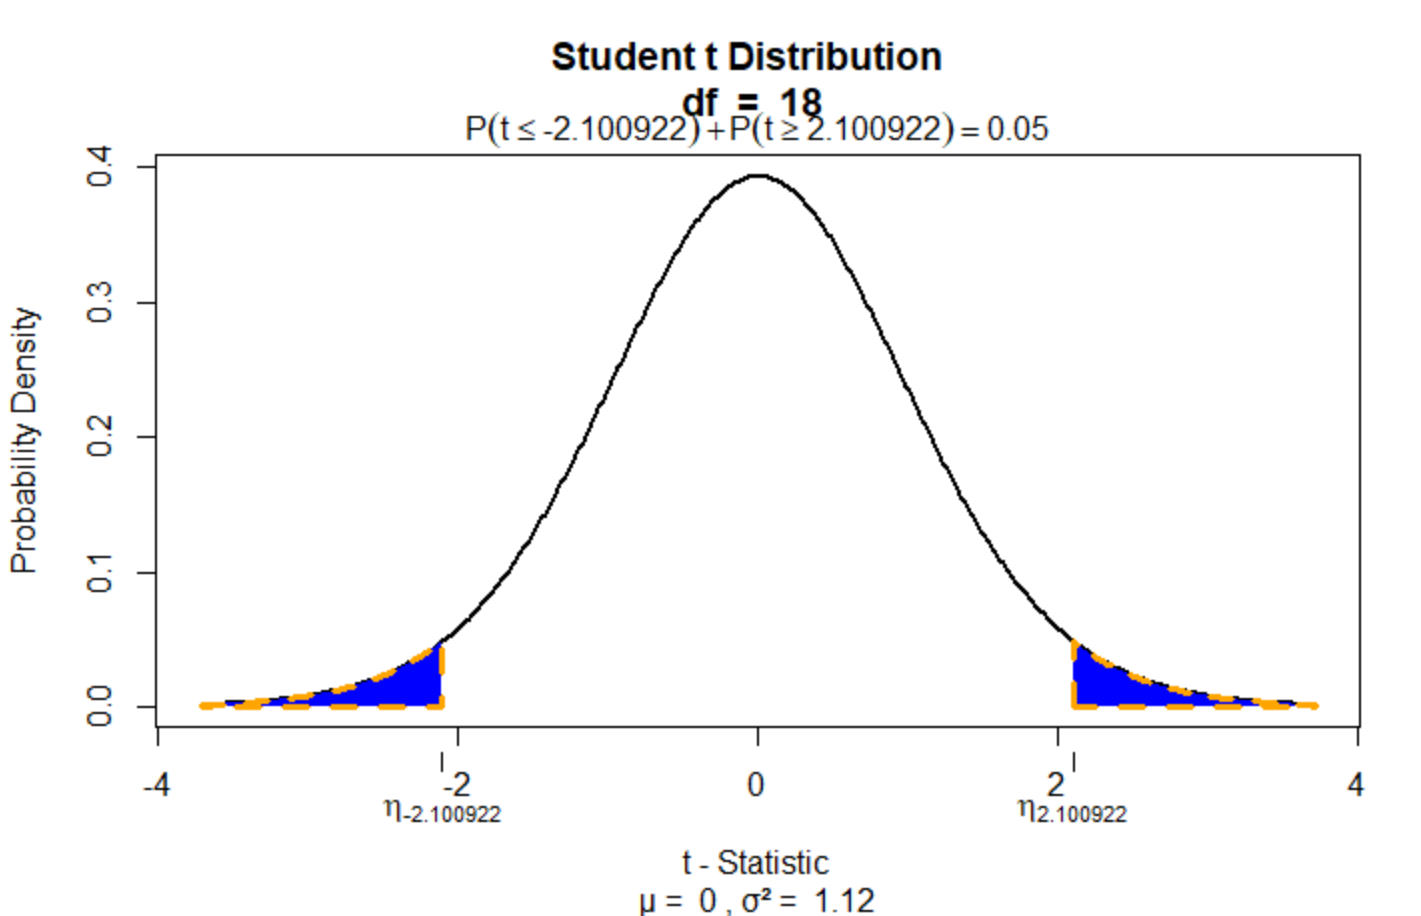 Student t Distribution
df = 18
P(t ≤ -2.100922) + P(t ≥ 2.100922) = 0.05
Probability Density
0.4
0.3
0.2
0.1
0.0
-4 -2 0 2 4
η-2.100922 η2.100922
t - Statistic
μ = 0 , σ² = 1.12